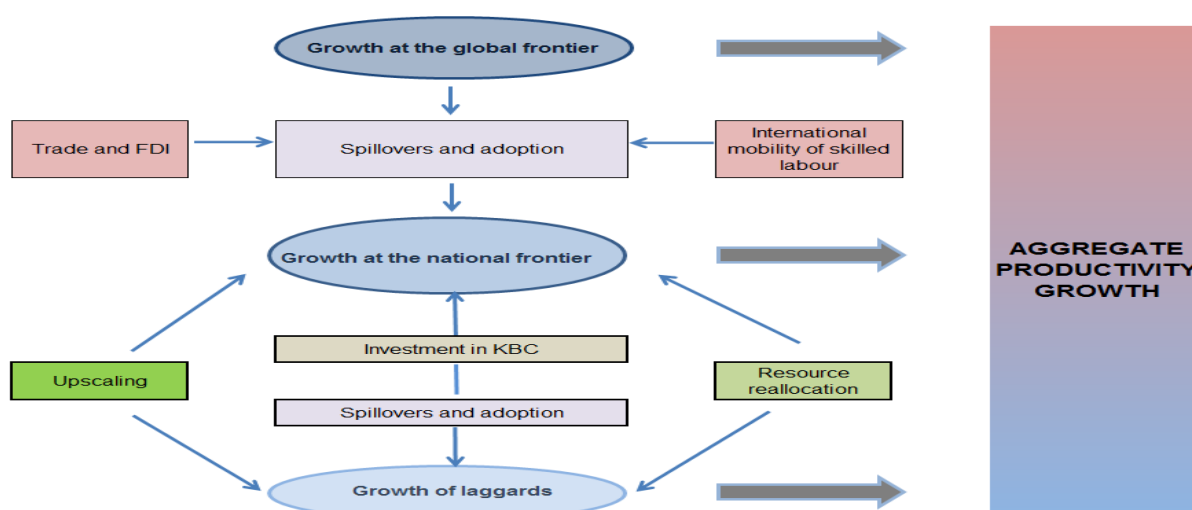 Growth at the global frontier
Trade and FDI
Spillovers and adoption
International
mobility of skilled
labour
Growth at the national frontier
AGGREGATE
PRODUCTIVITY
GROWTH
Investment in KBC
Upscaling
Resource
reallocation
Spillovers and adoption
Growth of laggards